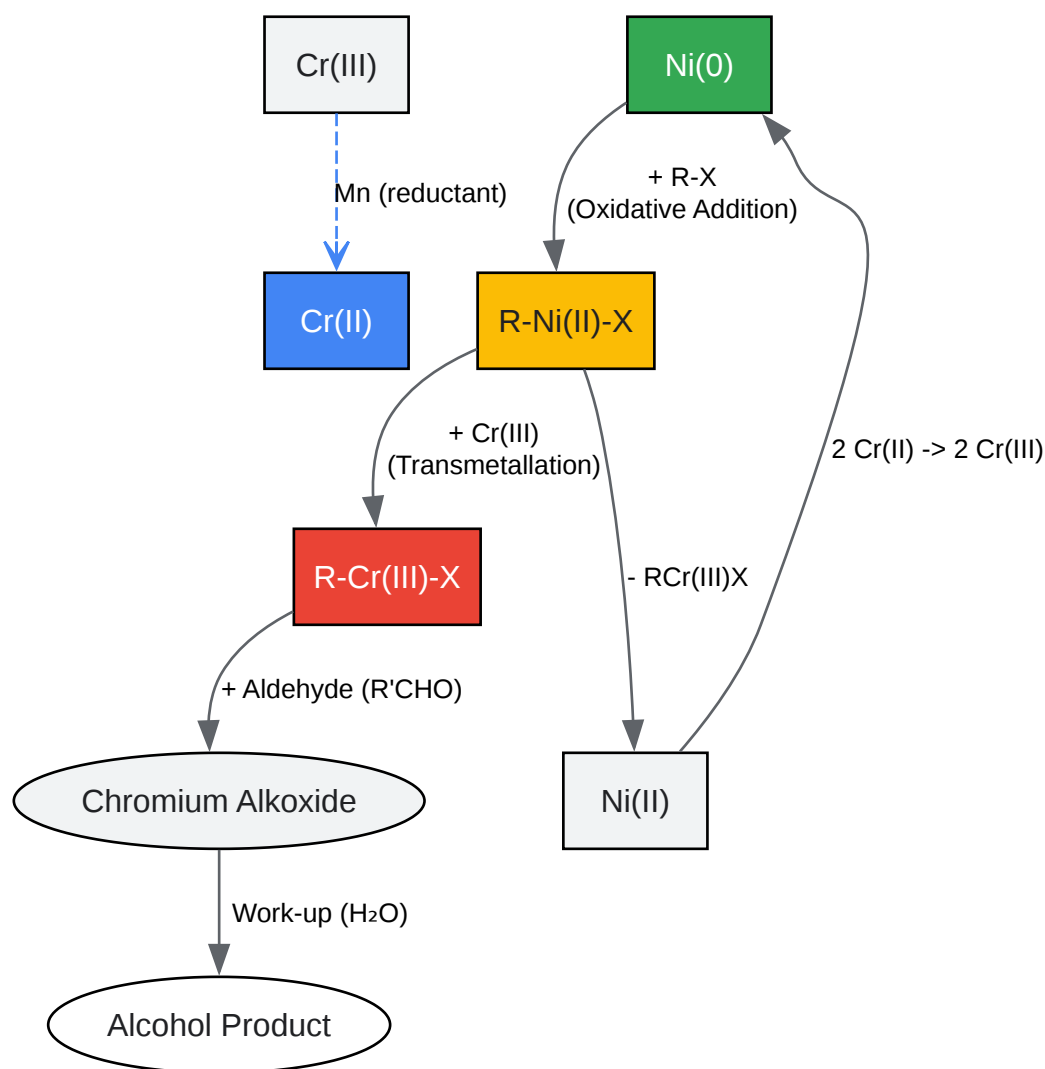 Cr(III)
Ni(0)
Mn (reductant)
+ R-X
(Oxidative Addition)
Cr(II)
R-Ni(II)-X
+ Cr(III)
(Transmetallation)
2 Cr(II) -> 2 Cr(III)
R-Cr(III)-X
- RCr(III)X
+ Aldehyde (R'CHO)
Chromium Alkoxide
Ni(II)
Work-up (H₂O)
Alcohol Product